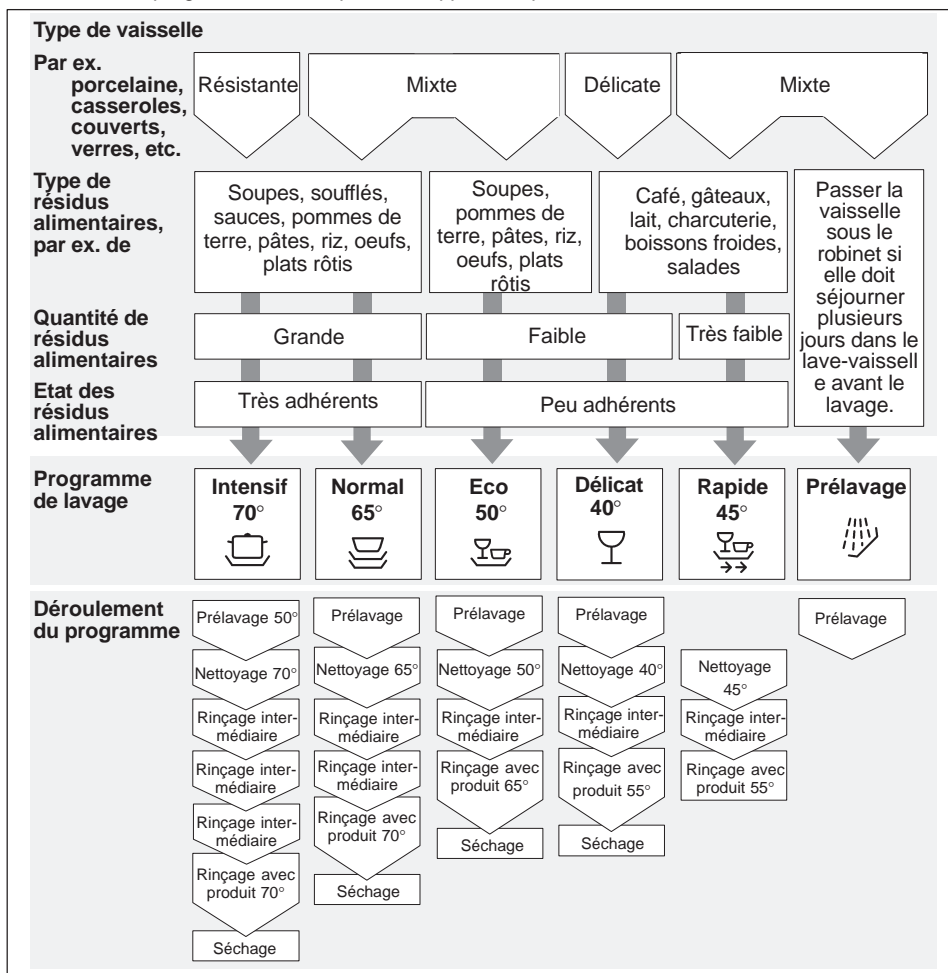 Type de vaisselle
Par ex.
porcelaine,
casseroles,
couverts,
verres, etc.
Résistante
Mixte
Délicate
Mixte
Type de
résidus
alimentaires,
par ex. de
Soupes, soufflés,
sauces, pommes de
terre, pâtes, riz, oeufs,
plats rôtis
Soupes,
pommes de
terre, pâtes, riz,
oeufs, plats
rôtis
Café, gâteaux,
lait, charcuterie,
boissons froides,
salades
Passer la
vaisselle
sous le
robinet si
elle doit
séjourner
plusieurs
jours dans le
lave-vaissell
e avant le
lavage.
Quantité de
résidus
alimentaires
Grande
Faible
Très faible
Etat des
résidus
alimentaires
Très adhérents
Peu adhérents
Programme
de lavage
Intensif
70°
Normal
65°
Eco
50°
Délicat
40°
Rapide
45°
Prélavage
Déroulement
du programme
Prélavage 50°
Nettoyage 70°
Rinçage inter-
médiaire
Rinçage inter-
médiaire
Rinçage inter-
médiaire
Rinçage avec
produit 70°
Séchage
Prélavage
Nettoyage 65°
Rinçage inter-
médiaire
Rinçage inter-
médiaire
Rinçage avec
produit 70°
Séchage
Prélavage
Nettoyage 50°
Rinçage inter-
médiaire
Rinçage avec
produit 65°
Séchage
Prélavage
Nettoyage 40°
Rinçage inter-
médiaire
Rinçage avec
produit 55°
Séchage
Nettoyage
45°
Rinçage inter-
médiaire
Rinçage avec
produit 55°
Prélavage